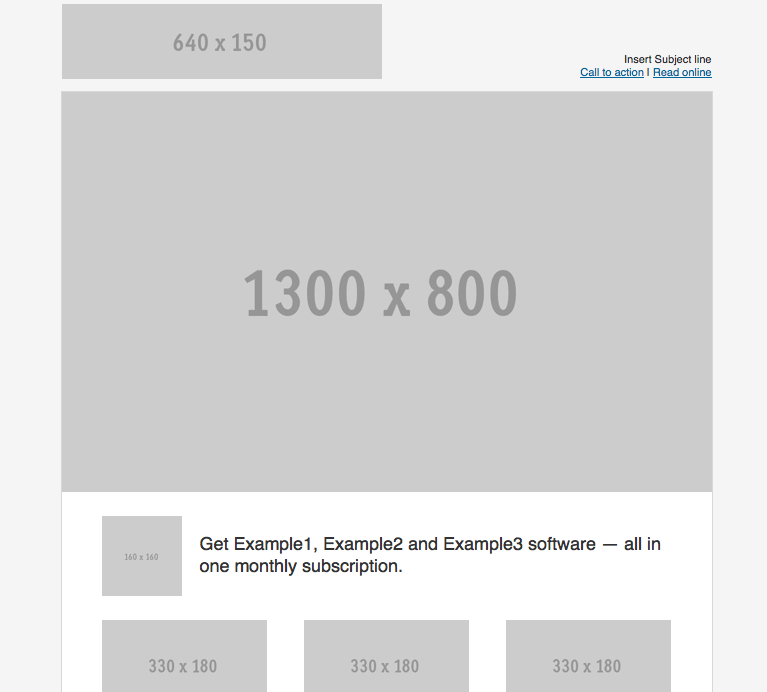 640 x 150
Insert Subject line
Call to action | Read online
1300 x 800
160 x 160
Get Example1, Example2 and Example3 software — all in
one monthly subscription.
330 x 180
330 x 180
330 x 180